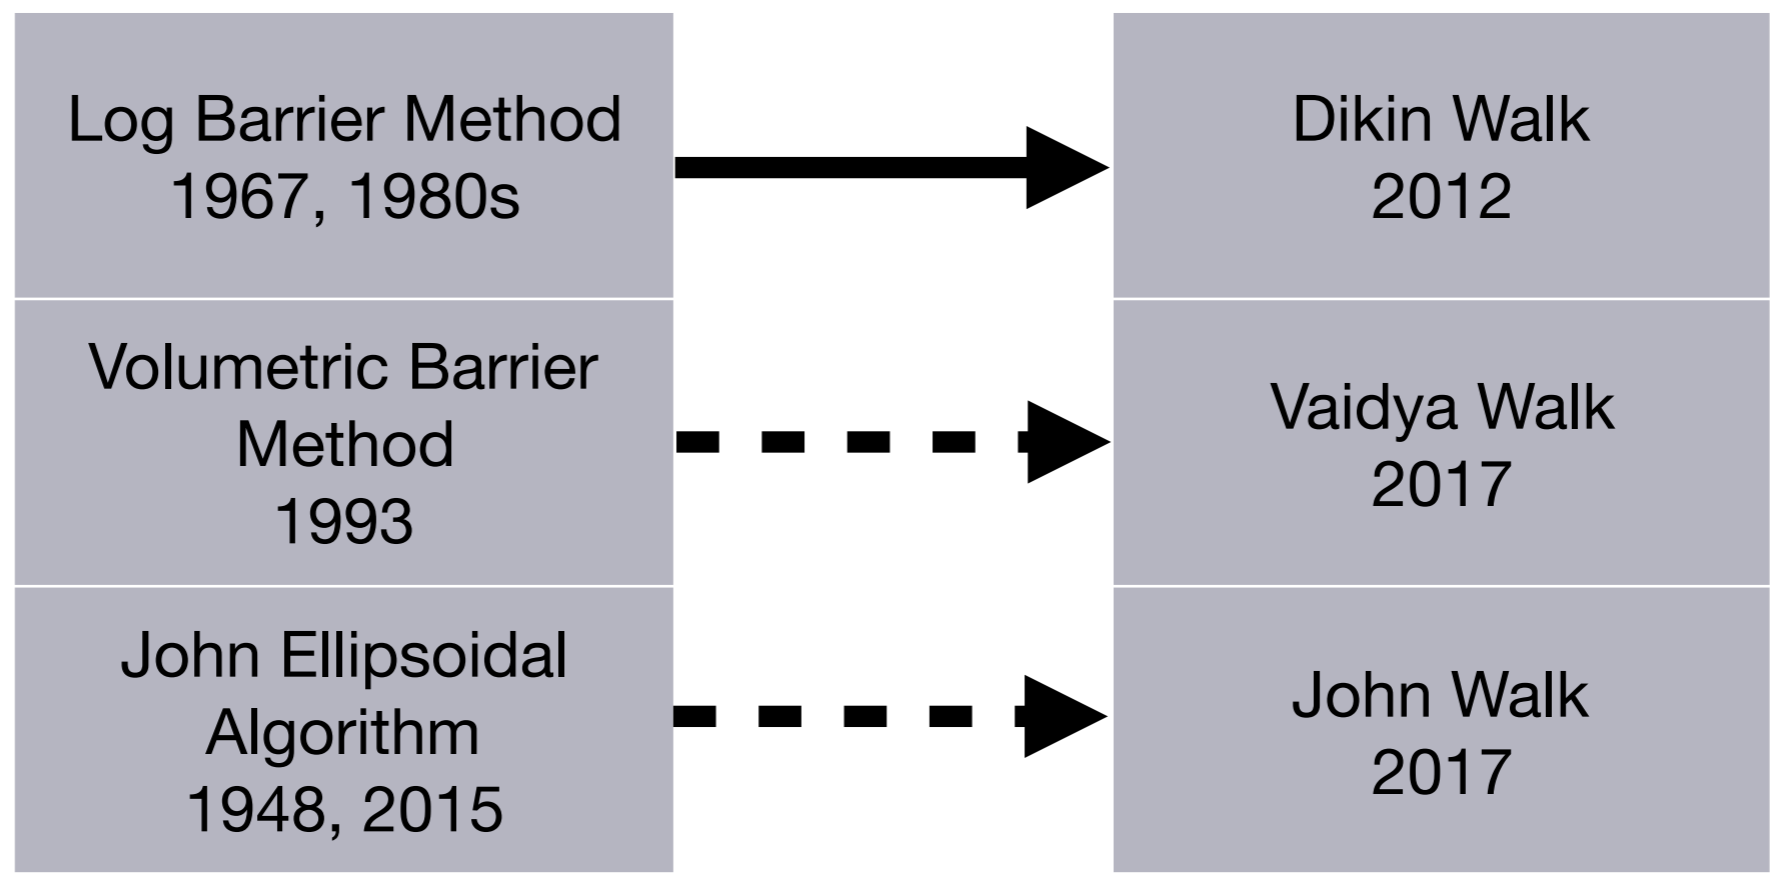 Log Barrier Method
1967, 1980s
Dikin Walk
2012
Volumetric Barrier
Method
1993
Vaidya Walk
2017
John Ellipsoidal
Algorithm
1948, 2015
John Walk
2017